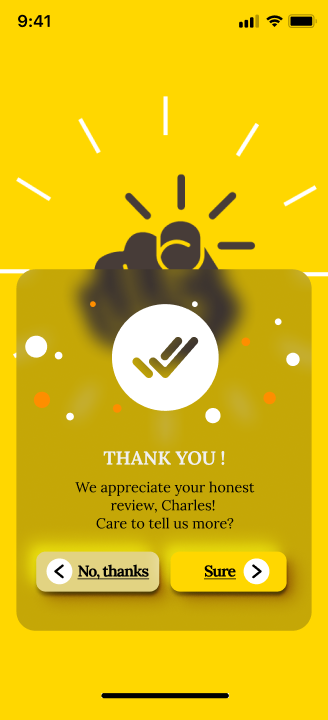 9:41
THANK YOU !
We appreciate your honest
review, Charles!
Care to tell us more?
No, thanks
Sure